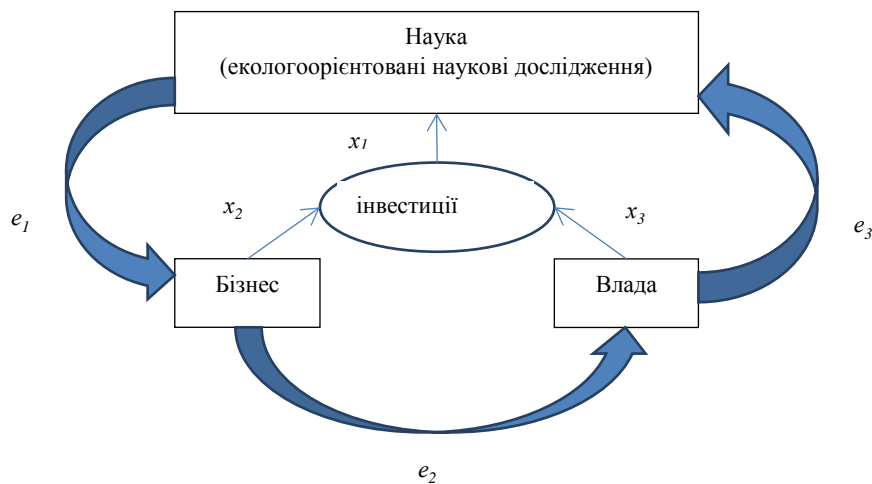 Наука
(екологоорієнтовані наукові дослідження)
x1
x2
інвестиції
x3
e1
e3
Бізнес
Влада
e2